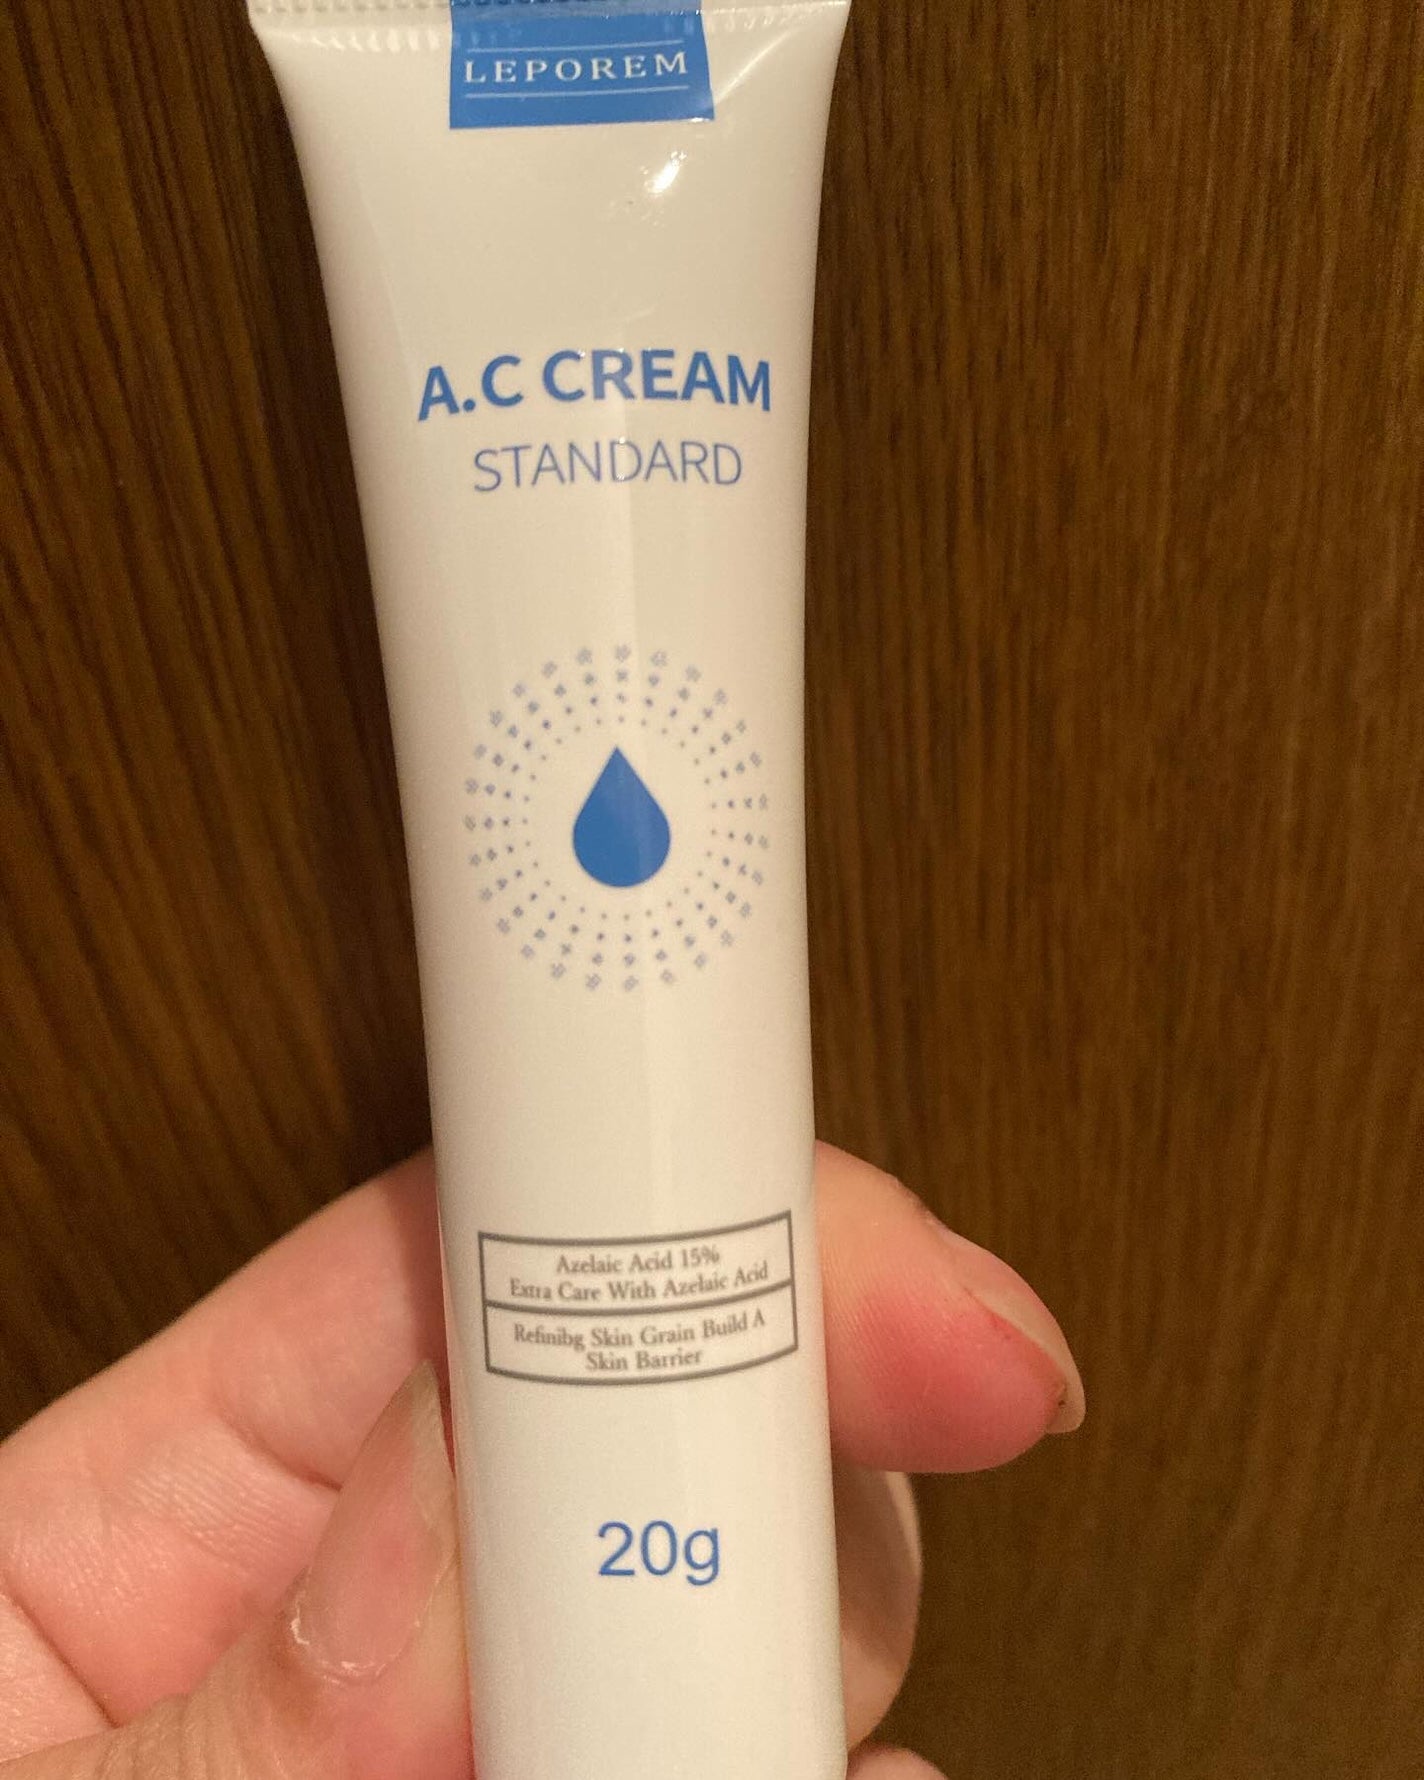 LEPOREM
A.C CREAM
STANDARD
Azelaic Acid 15%
Extra Care With Azelaic Acid
Refinibg Skin Grain Build A
Skin Barrier
20g